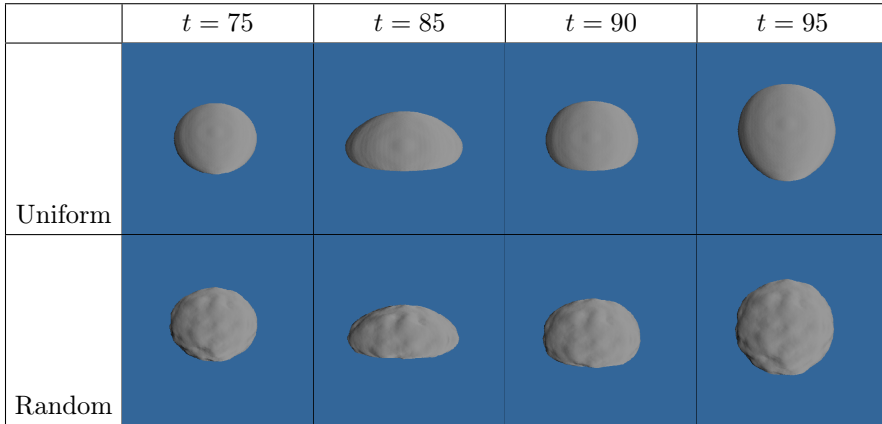 t = 75 t = 85 t = 90 t = 95
Uniform
Random